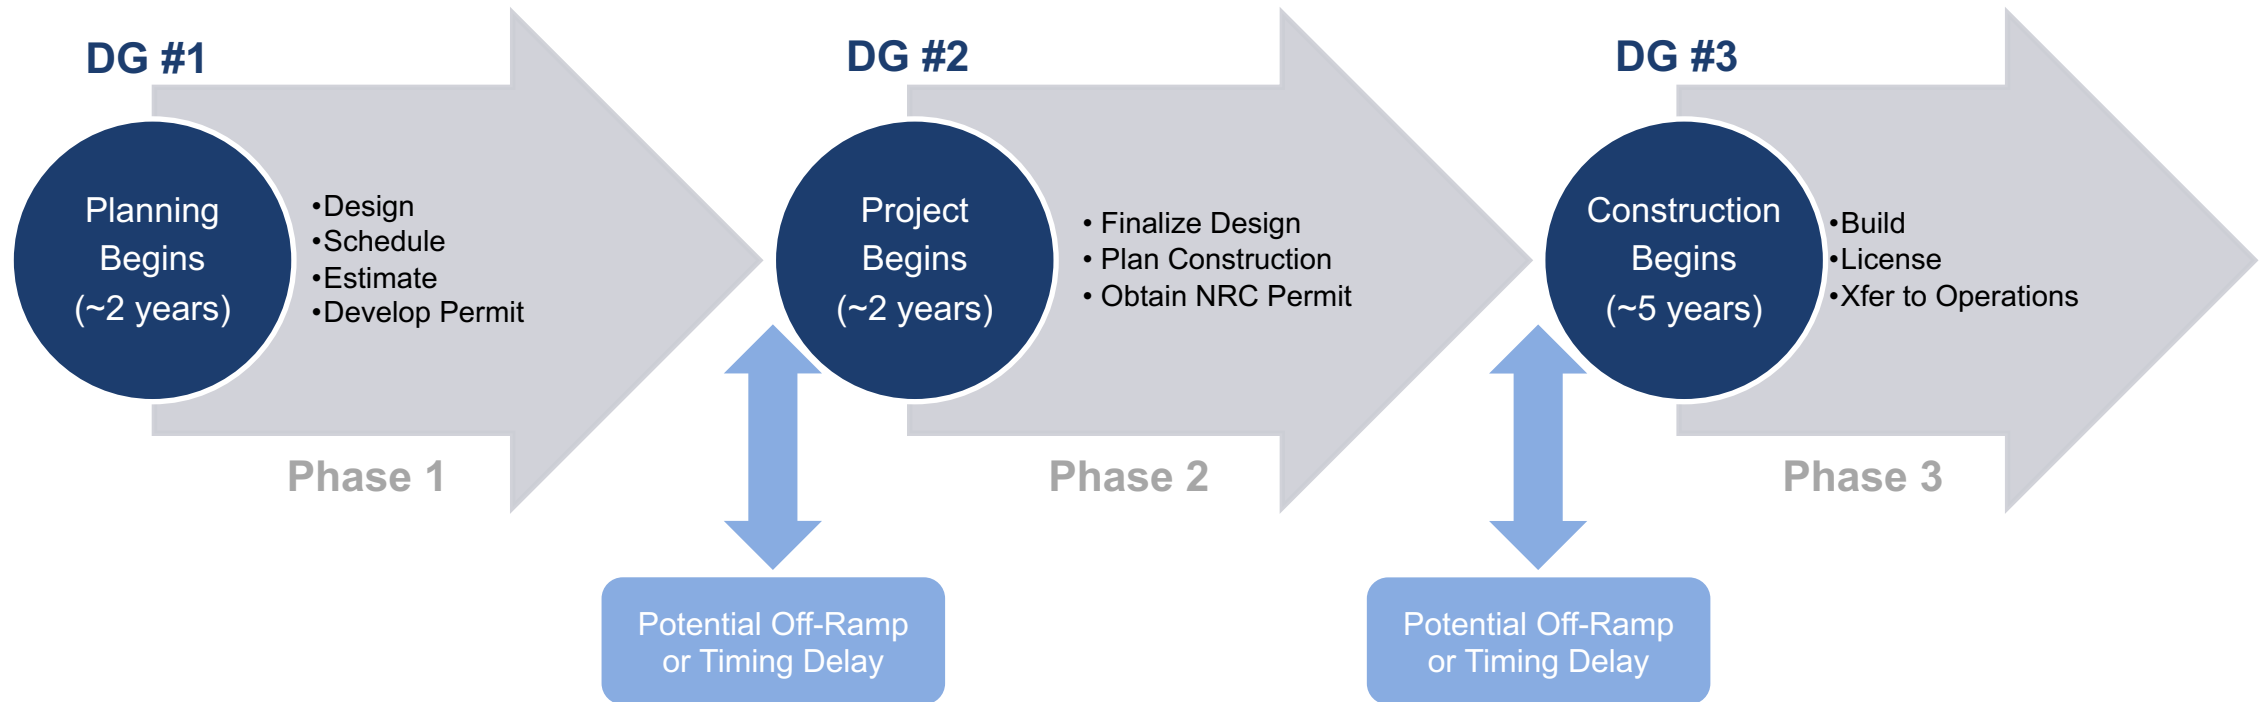 DG #1
Planning
Begins
(~2 years)
•Design
•Schedule
•Estimate
•Develop Permit
Phase 1
Potential Off-Ramp
or Timing Delay
DG #2
Project
Begins
(~2 years)
• Finalize Design
• Plan Construction
• Obtain NRC Permit
Phase 2
Potential Off-Ramp
or Timing Delay
DG #3
Construction
Begins
(~5 years)
•Build
•License
•Xfer to Operations
Phase 3